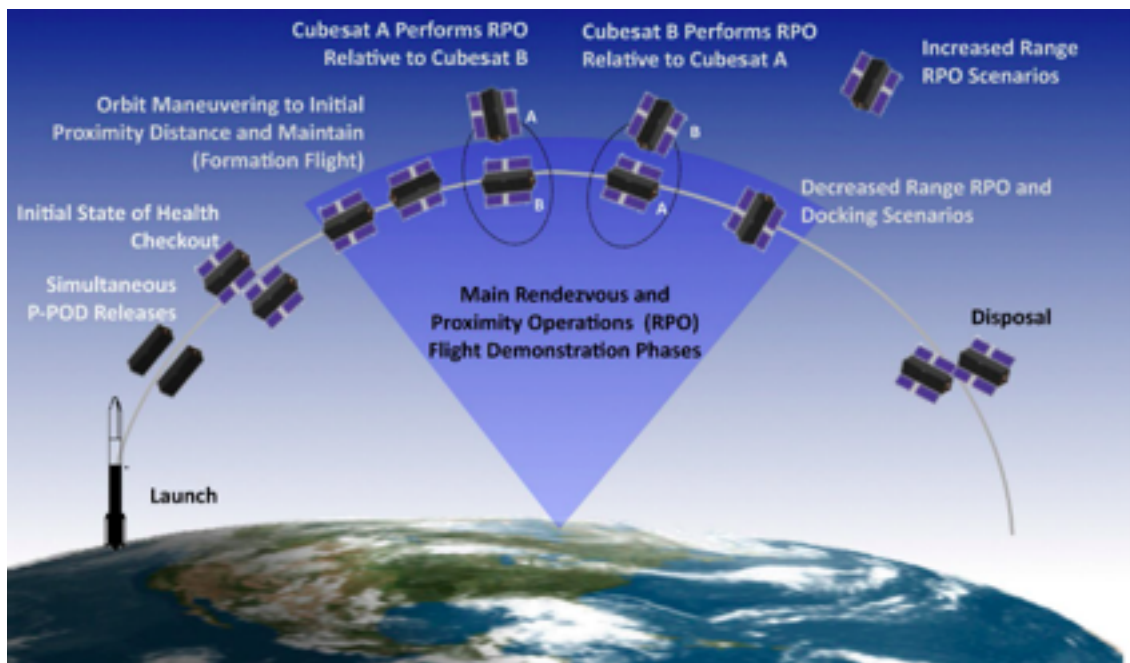 Cubesat A Performs RPO
Relative to Cubesat B
Cubesat B Performs RPO
Relative to Cubesat A
Increased Range
RPO Scenarios
Orbit Maneuvering to Initial
Proximity Distance and Maintain
(Formation Flight)
A
B
B
A
Decreased Range RPO and
Docking Scenarios
Initial State of Health
Checkout
Simultaneous
P-POD Releases
Main Rendezvous and
Proximity Operations (RPO)
Flight Demonstration Phases
Disposal
Launch